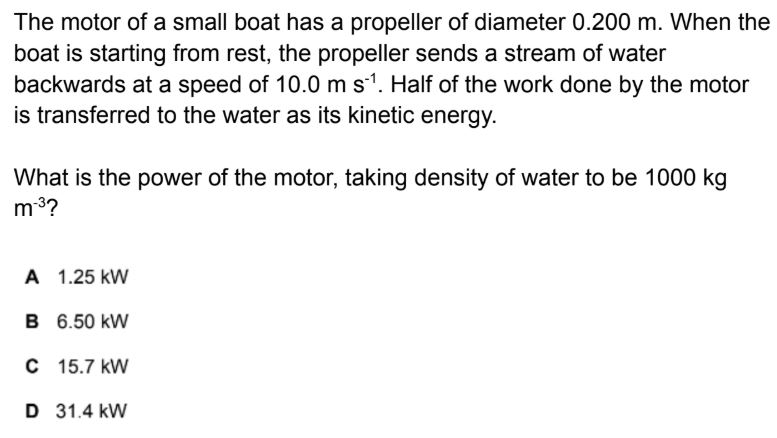 The motor of a small boat has a propeller of diameter 0.200 m. When the
boat is starting from rest, the propeller sends a stream of water
backwards at a speed of 10.0 m s⁻¹. Half of the work done by the motor
is transferred to the water as its kinetic energy.
What is the power of the motor, taking density of water to be 1000 kg
m⁻³?
A 1.25 kW
B 6.50 kW
C 15.7 kW
D 31.4 kW